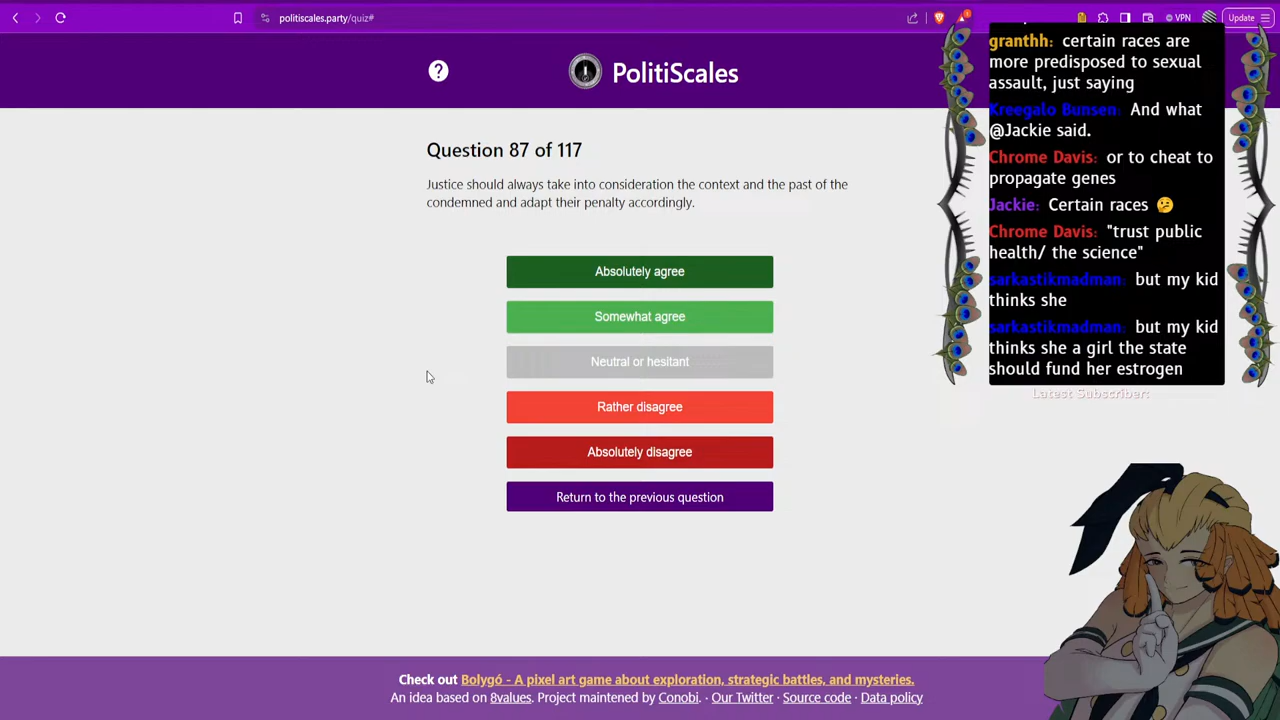 politiscales.party/quiz#
VPN
Update
PolitiScales
Question 87 of 117
Justice should always take into consideration the context and the past of the
condemned and adapt their penalty accordingly.
Absolutely agree
Somewhat agree
Neutral or hesitant
Rather disagree
Absolutely disagree
Return to the previous question
granthh: certain races are
more predisposed to sexual
assault, just saying
Kreegalo Bunsen: And what
@Jackie said.
Chrome Davis: or to cheat to
propagate genes
Jackie: Certain races 🤔
Chrome Davis: "trust public
health/ the science"
sarkastikmadman: but my kid
thinks she
sarkastikmadman: but my kid
thinks she a girl the state
should fund her estrogen
Latest Subscriber:
Check out Bolygó - A pixel art game about exploration, strategic battles, and mysteries.
An idea based on 8values. Project maintened by Conobi. · Our Twitter · Source code · Data policy